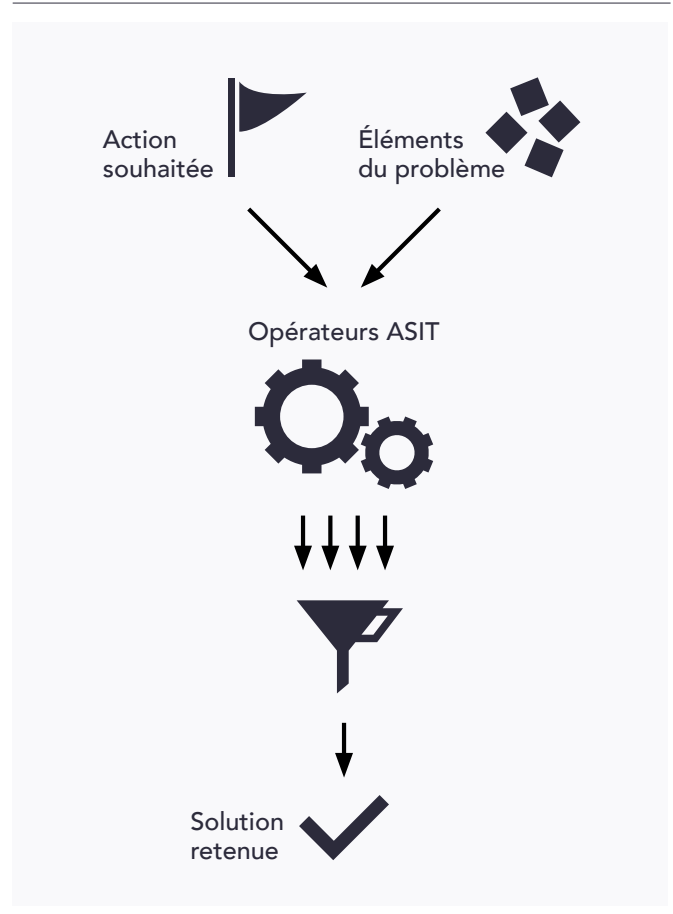 Action
souhaitée
Éléments
du problème
Opérateurs ASIT
Solution
retenue